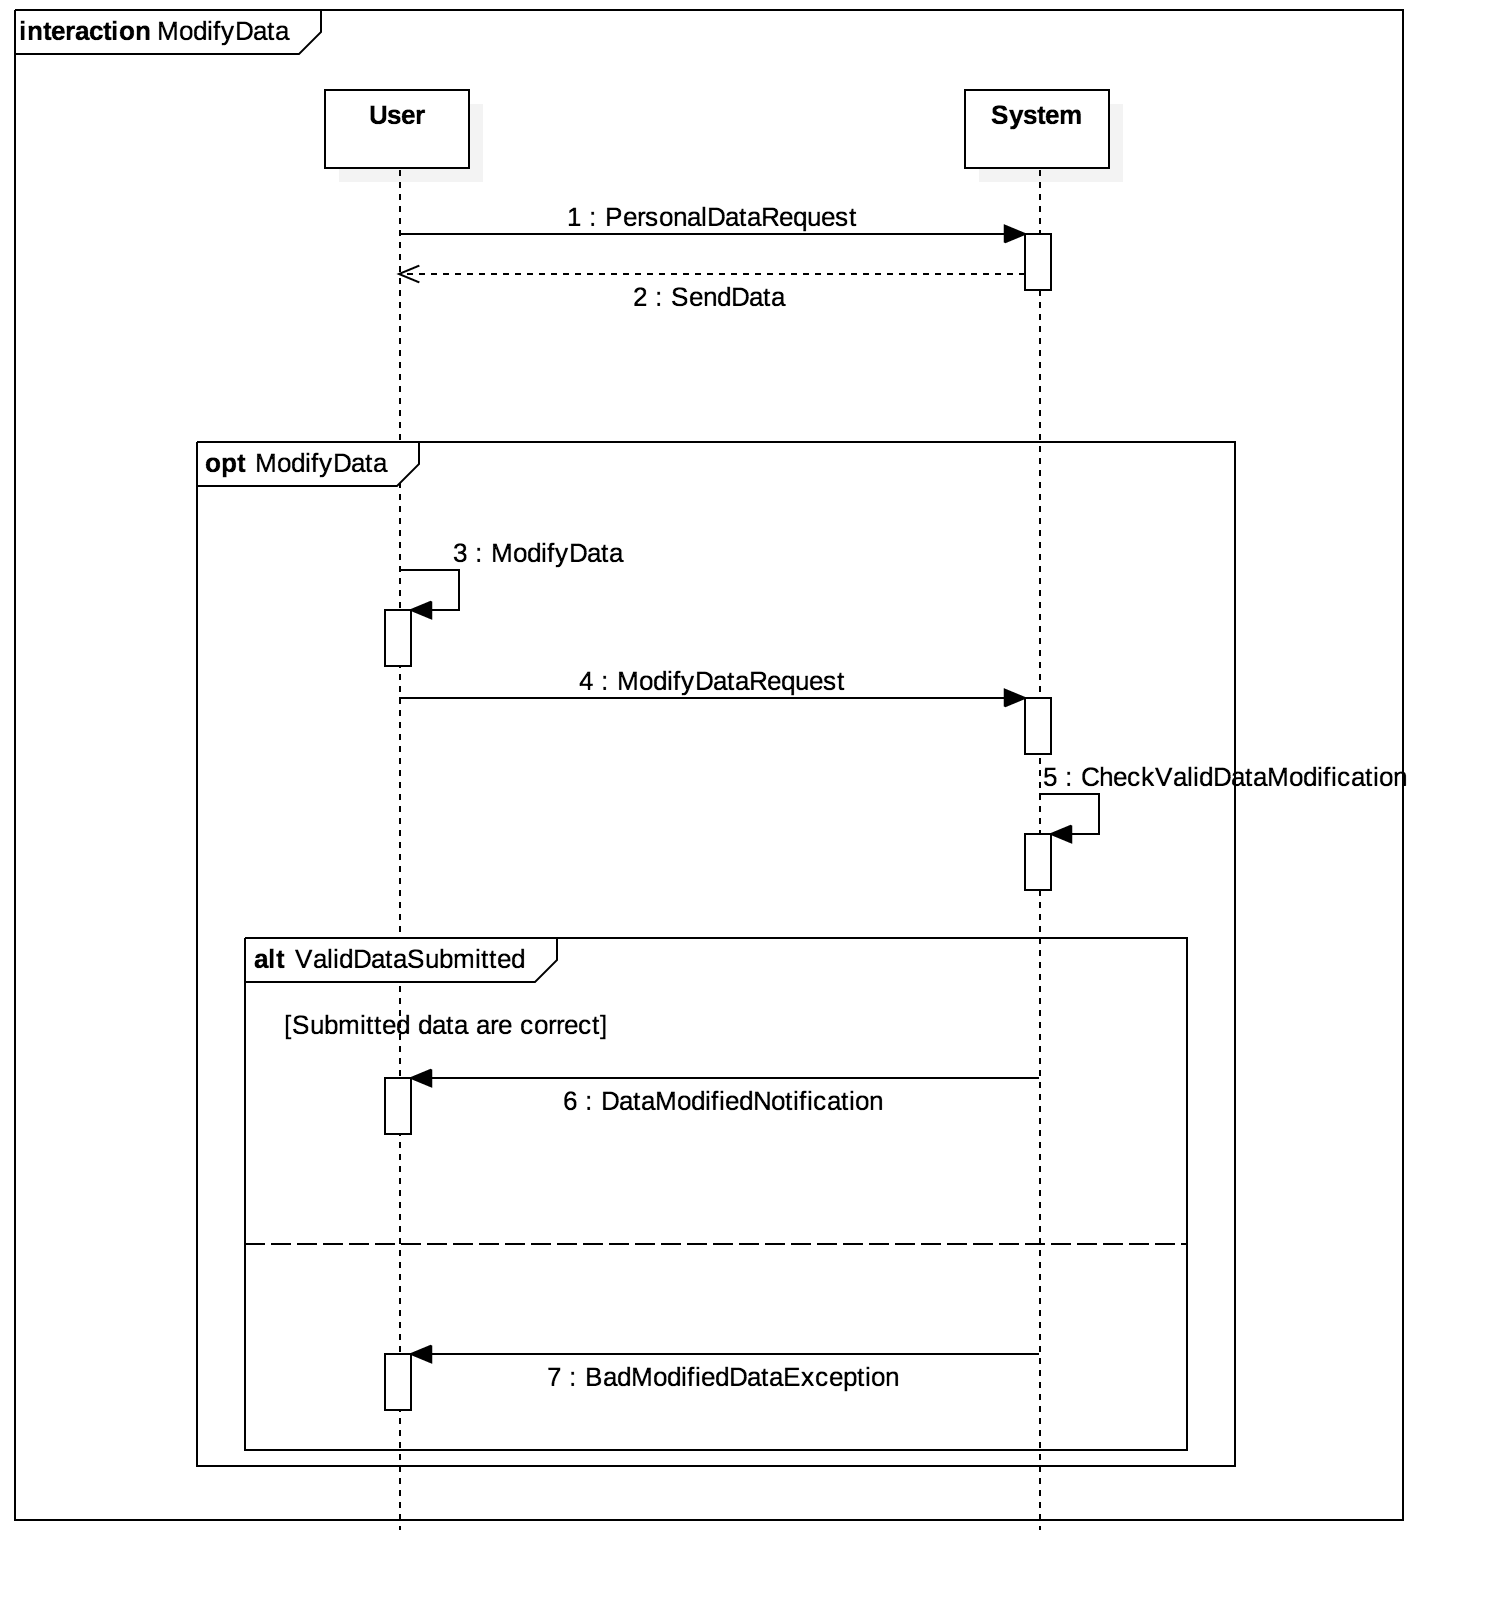 interaction ModifyData
User
System
1 : PersonalDataRequest
2 : SendData
opt ModifyData
3 : ModifyData
4 : ModifyDataRequest
5 : CheckValidDataModification
alt ValidDataSubmitted
[Submitted data are correct]
6 : DataModifiedNotification
7 : BadModifiedDataException